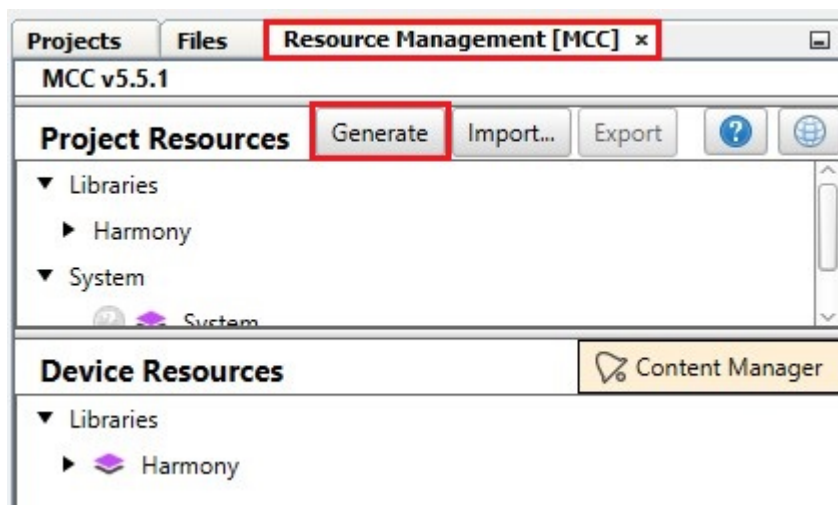 Projects Files Resource Management [MCC] ×
MCC v5.5.1
Project Resources Generate Import... Export ?
Libraries
Harmony
System
System
Device Resources Content Manager
Libraries
Harmony